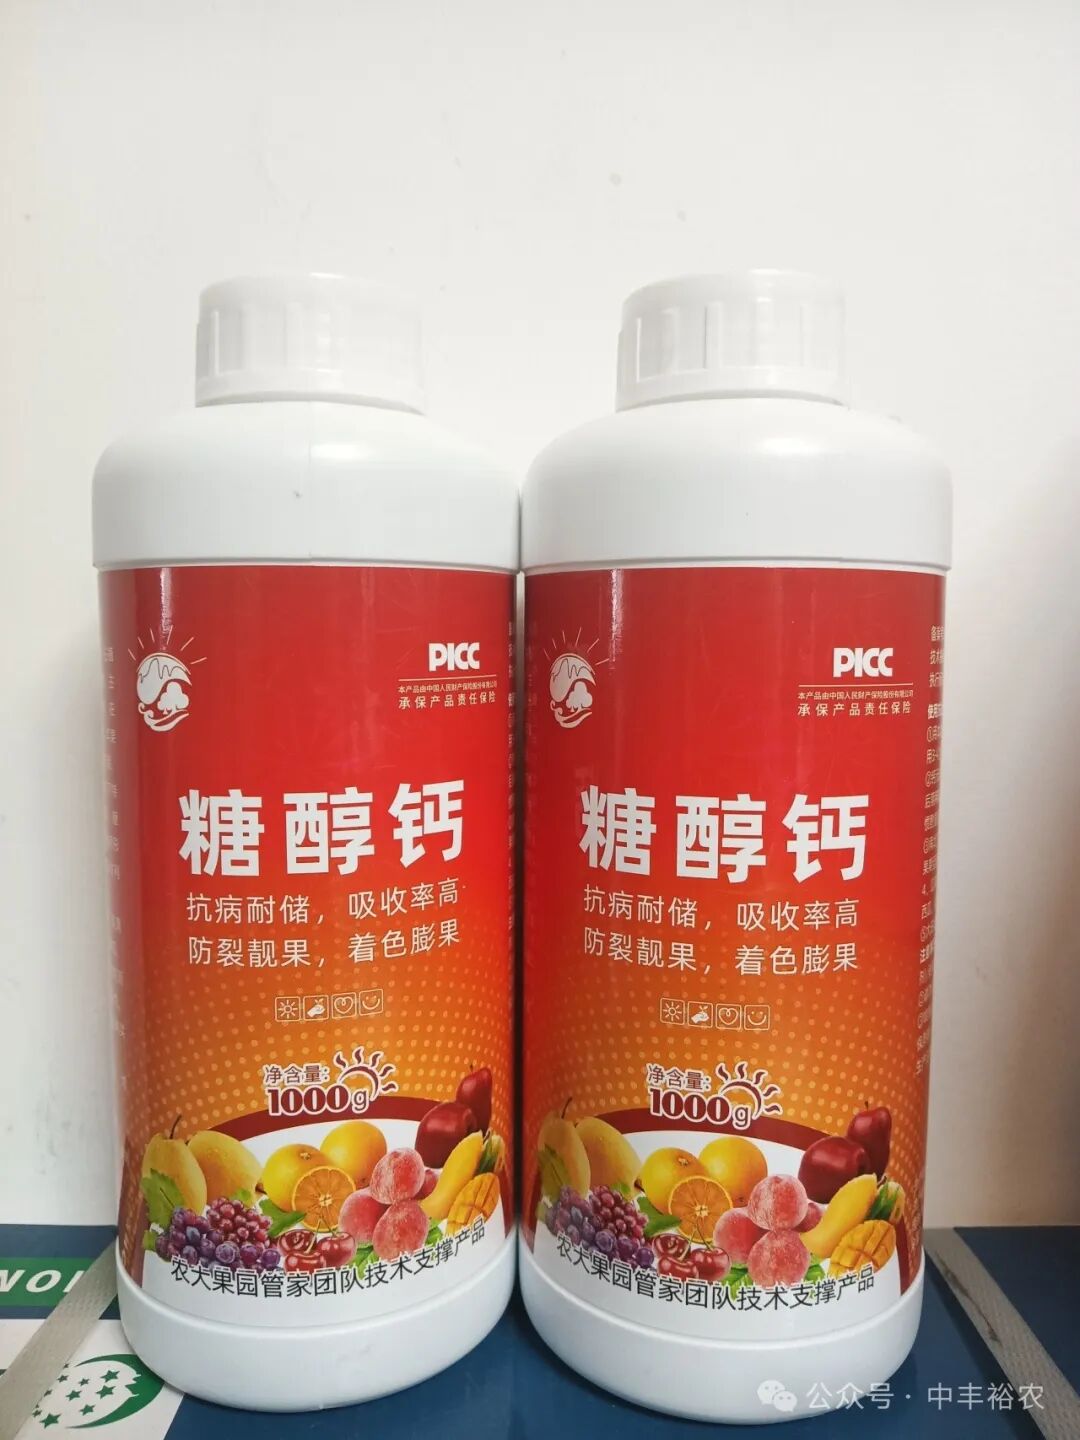 PICC
本产品由中国人民财产保险股份有限公司
承保产品责任保险
糖醇钙
抗病耐储，吸收率高
防裂靓果，着色膨果
净含量:
1000g
农大果园管家团队技术支撑产品
PICC
本产品由中国人民财产保险股份有限公司
承保产品责任保险
糖醇钙
抗病耐储，吸收率高
防裂靓果，着色膨果
净含量:
1000g
农大果园管家团队技术支撑产品
公众号·中丰裕农